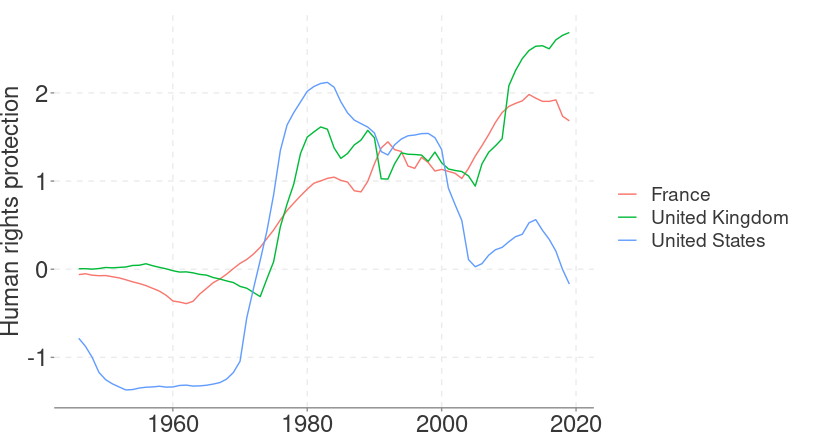 Human rights protection
2
1
0
-1
1960
1980
2000
2020
France
United Kingdom
United States